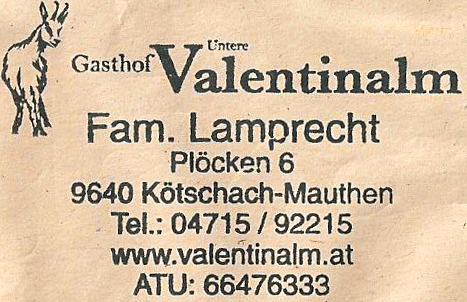 Gasthof Untere Valentinalm
Fam. Lamprecht
Plöcken 6
9640 Kötschach-Mauthen
Tel.: 04715 / 92215
www.valentinalm.at
ATU: 66476333